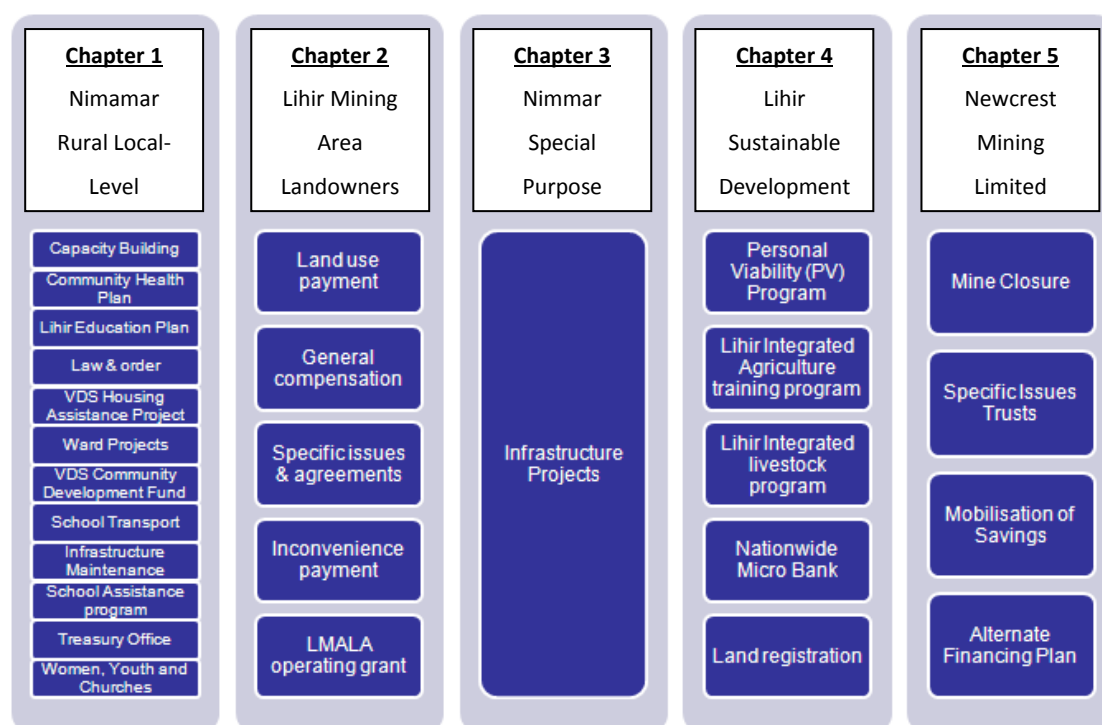 Chapter 1
Nimamar
Rural Local-
Level
Capacity Building
Community Health
Plan
Lihir Education Plan
Law & order
VDS Housing
Assistance Project
Ward Projects
VDS Community
Development Fund
School Transport
Infrastructure
Maintenance
School Assistance
program
Treasury Office
Women, Youth and
Churches
Chapter 2
Lihir Mining
Area
Landowners
Land use
payment
General
compensation
Specific issues
& agreements
Inconvenience
payment
LMALA
operating grant
Chapter 3
Nimmar
Special
Purpose
Infrastructure
Projects
Chapter 4
Lihir
Sustainable
Development
Personal
Viability (PV)
Program
Lihir Integrated
Agriculture
training program
Lihir Integrated
livestock
program
Nationwide
Micro Bank
Land registration
Chapter 5
Newcrest
Mining
Limited
Mine Closure
Specific Issues
Trusts
Mobilisation of
Savings
Alternate
Financing Plan